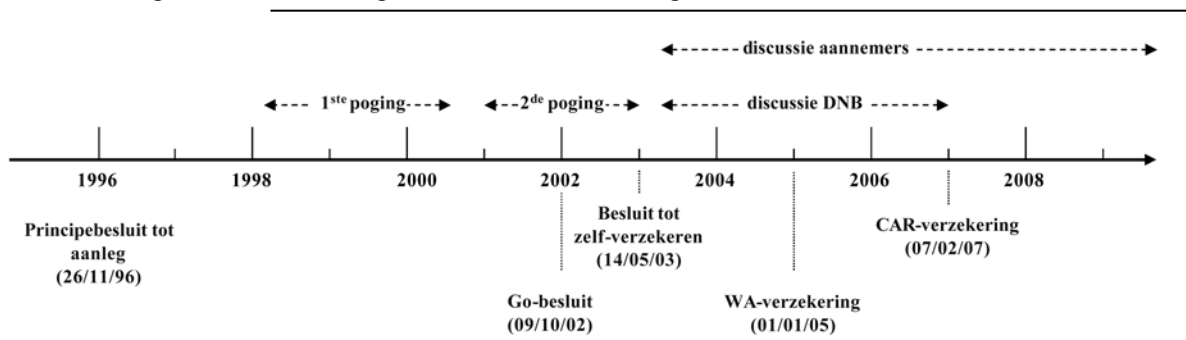 discussie aannemers
1ste poging
2de poging
discussie DNB
1996
1998
2000
2002
2004
2006
2008
Principebesluit tot
aanleg
(26/11/96)
Besluit tot
zelf-verzekeren
(14/05/03)
CAR-verzekering
(07/02/07)
Go-besluit
(09/10/02)
WA-verzekering
(01/01/05)